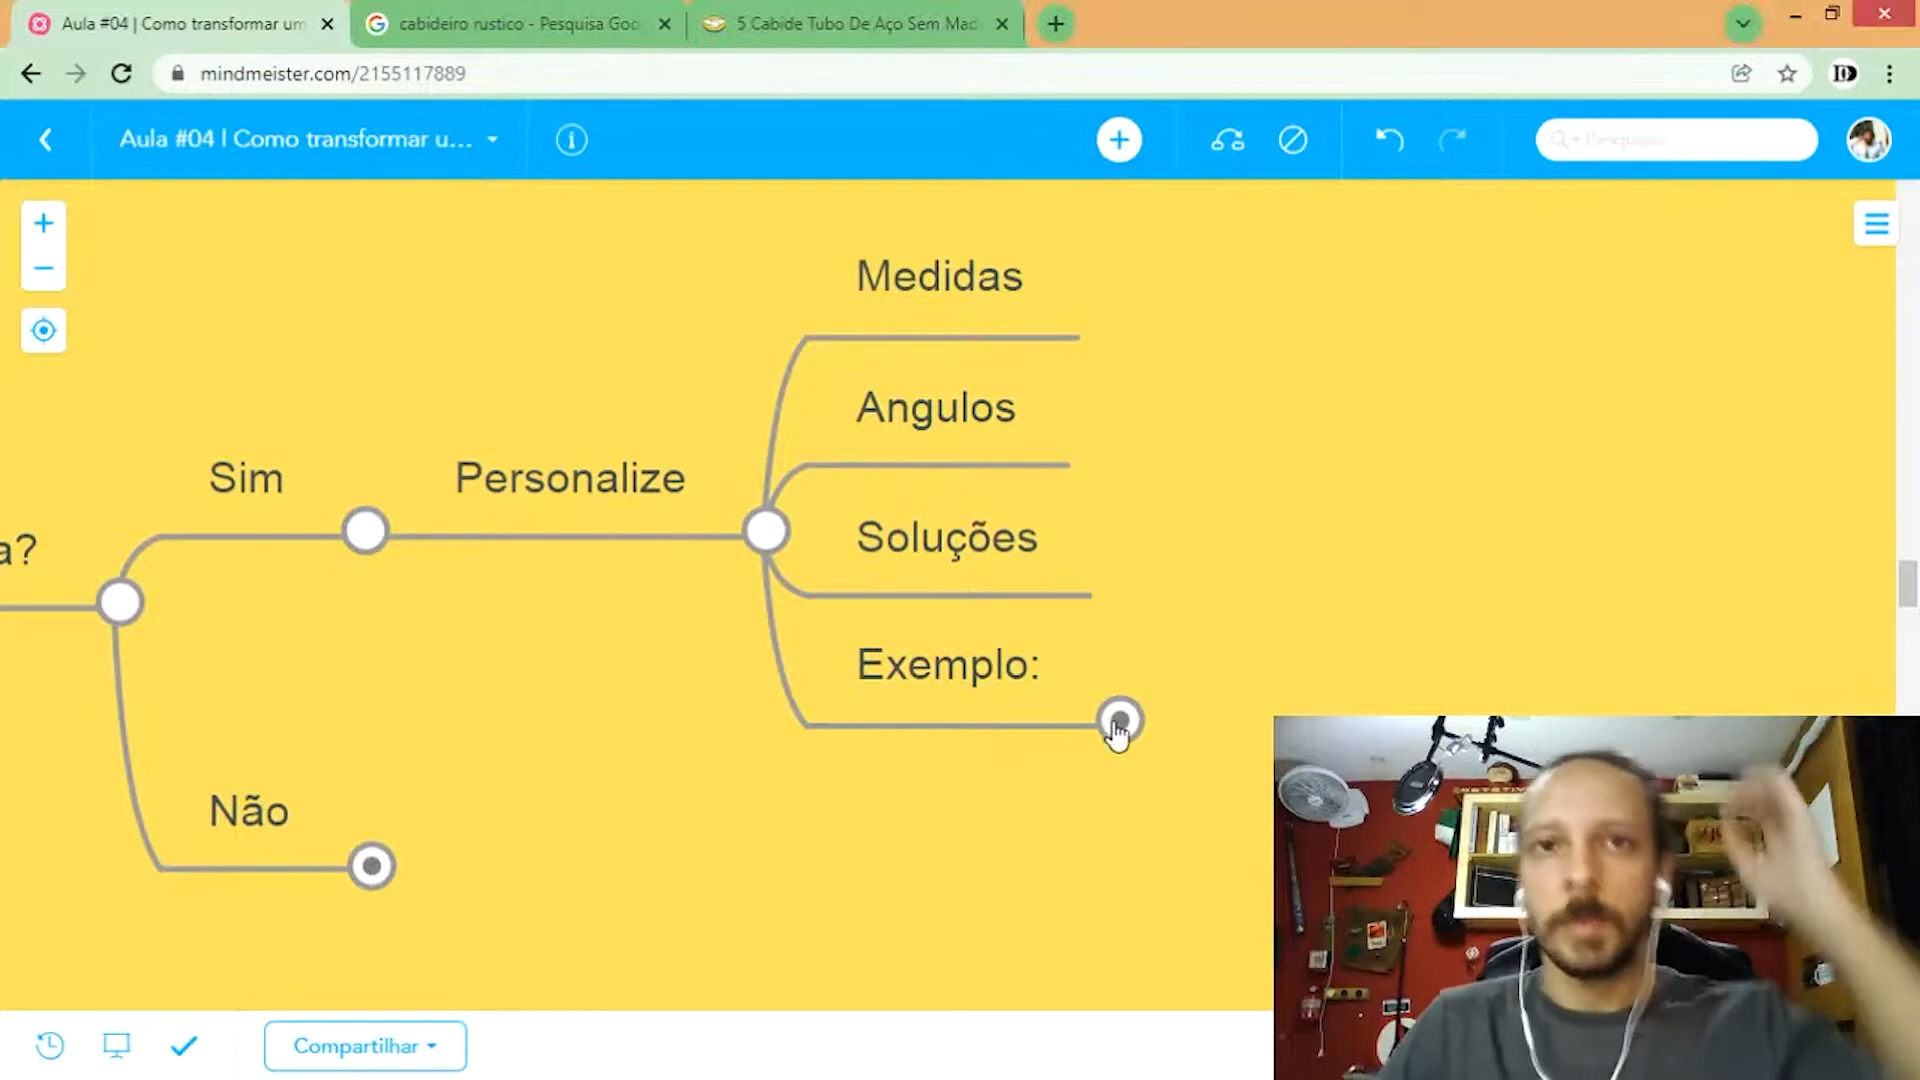 Aula #04 | Como transformar um
cabideiro rustico - Pesquisa Goo
5 Cabide Tubo De Aço Sem Mad
mindmeister.com/2155117889
Aula #04 | Como transformar u...
Pesquisar
Medidas
Angulos
Sim
Personalize
a?
Soluções
Exemplo:
Não
Compartilhar